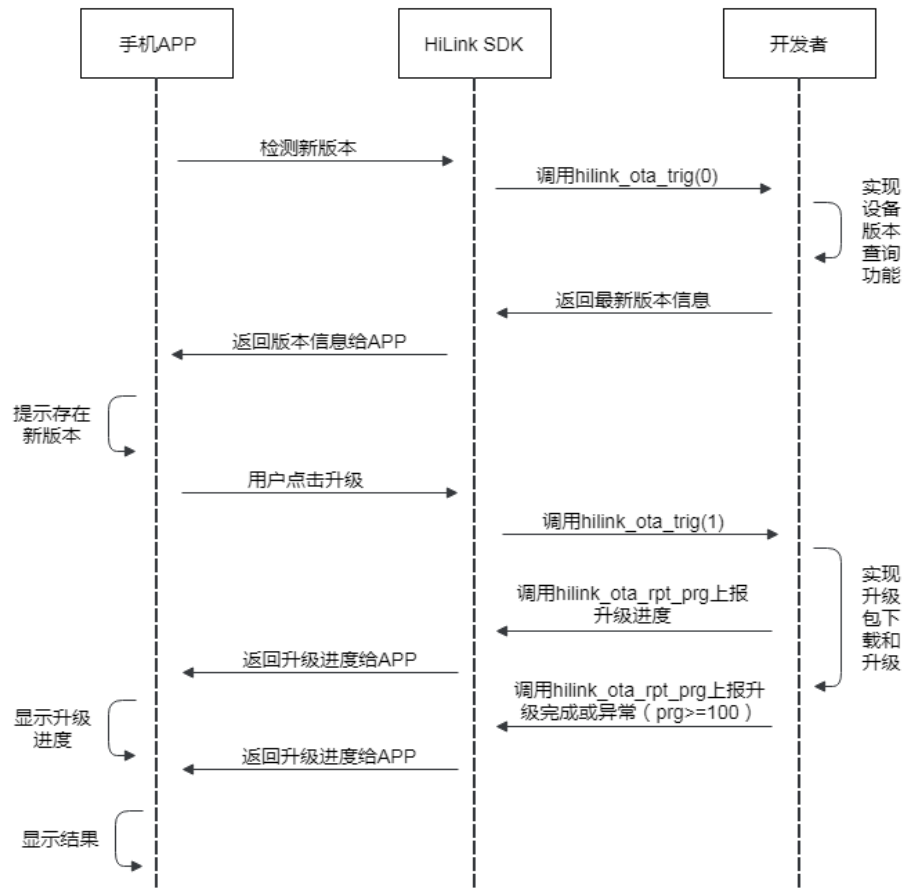 手机APP
HiLink SDK
开发者
检测新版本
调用hilink_ota_trig(0)
实现
设备
版本
查询
功能
返回最新版本信息
返回版本信息给APP
提示存在
新版本
用户点击升级
调用hilink_ota_trig(1)
实现
升级
包下
载和
升级
调用hilink_ota_rpt_prg上报
升级进度
返回升级进度给APP
调用hilink_ota_rpt_prg上报升
级完成或异常（prg>=100）
显示升级
进度
返回升级进度给APP
显示结果